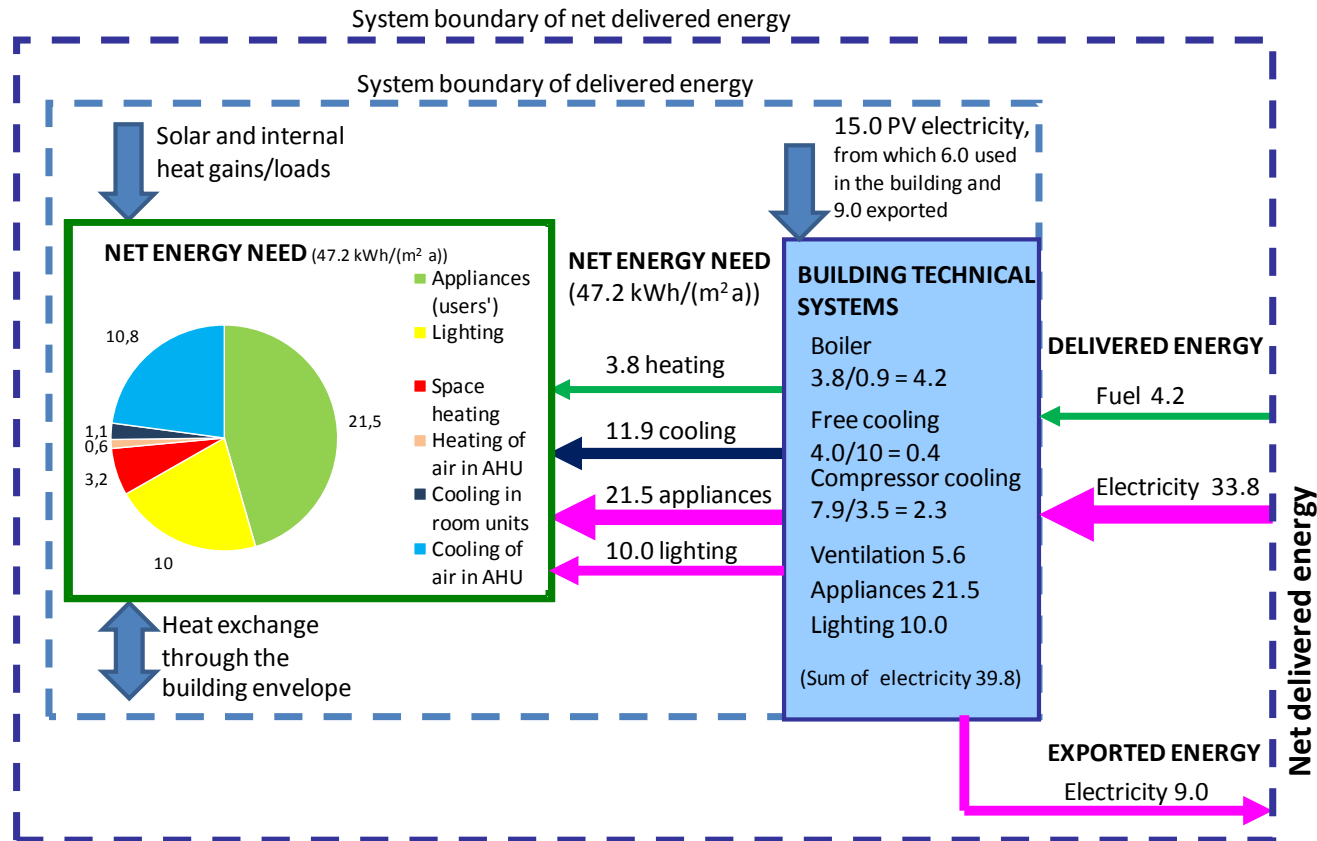 System boundary of net delivered energy
System boundary of delivered energy
Solar and internal
heat gains/loads
15.0 PV electricity,
from which 6.0 used
in the building and
9.0 exported
NET ENERGY NEED (47.2 kWh/(m² a))
Appliances
(users')
Lighting
Space
heating
Heating of
air in AHU
Cooling in
room units
Cooling of
air in AHU
10,8
21,5
1,1
0,6
3,2
10
NET ENERGY NEED
(47.2 kWh/(m² a))
3.8 heating
11.9 cooling
21.5 appliances
10.0 lighting
BUILDING TECHNICAL
SYSTEMS
Boiler
3.8/0.9 = 4.2
Free cooling
4.0/10 = 0.4
Compressor cooling
7.9/3.5 = 2.3
Ventilation 5.6
Appliances 21.5
Lighting 10.0
(Sum of electricity 39.8)
DELIVERED ENERGY
Fuel 4.2
Electricity 33.8
Net delivered energy
Heat exchange
through the
building envelope
EXPORTED ENERGY
Electricity 9.0